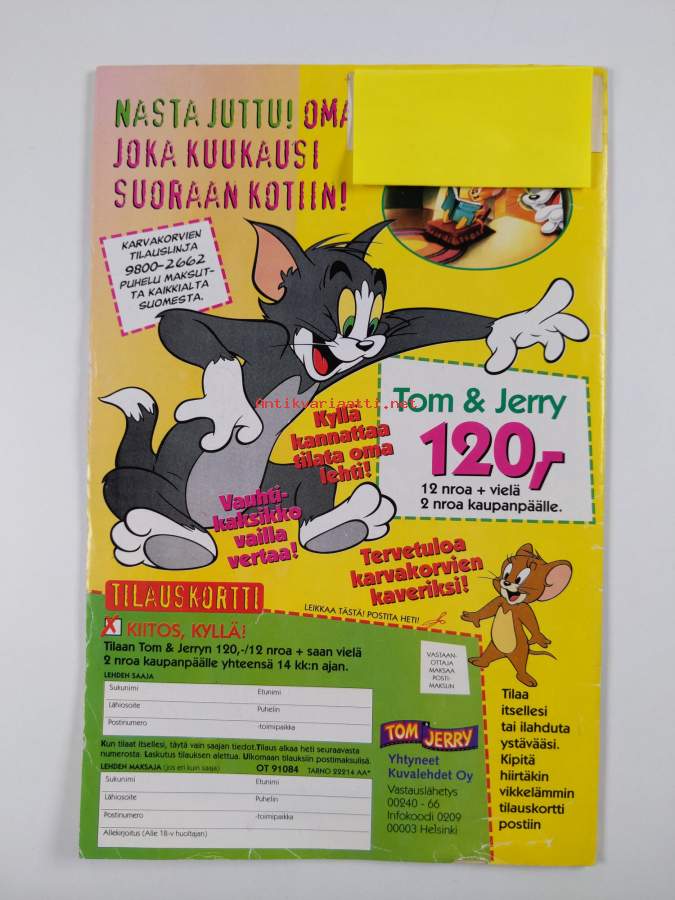 NASTA JUTTU! OMA
JOKA KUUKAUSI
SUORAAN KOTIIN!
KARVAKORVIEN
TILAUSLINJA
9800-2662
PUHELU MAKSUT-
TA KAIKKIALTA
SUOMESTA.
Antikvariaatti.net
Tom & Jerry
120,-
12 nroa + vielä
2 nroa kaupanpäälle.
Kyllä
kannattaa
tilata oma
lehti!
Vauhti-
kaksikko
vailla
vertaa!
Tervetuloa
karvakorvien
kaveriksi!
TILAUSKORTTI
LEIKKAA TÄSTÄ! POSTITA HETI!
X KIITOS, KYLLÄ!
Tilaan Tom & Jerryn 120,-/12 nroa + saan vielä
2 nroa kaupanpäälle yhteensä 14 kk:n ajan.
LEHDEN SAAJA
Sukunimi Etunimi
Lähiosoite Puhelin
Postinumero -toimipaikka
Kun tilaat itsellesi, täytä vain saajan tiedot. Tilaus alkaa heti seuraavasta
numerosta. Laskutus tilauksen alettua. Ulkomaan tilauksiin postimaksulisä.
LEHDEN MAKSAJA (jos eri kuin saaja) OT 91084 TARNO 22214 AA*
Sukunimi Etunimi
Lähiosoite Puhelin
Postinumero -toimipaikka
Allekirjoitus (Alle 18-v huoltajan)
VASTAAN-
OTTAJA
MAKSAA
POSTI-
MAKSUN
TOM JERRY
Yhtyneet
Kuvalehdet Oy
Vastauslähetys
00240 - 66
Infokoodi 0209
00003 Helsinki
Tilaa
itsellesi
tai ilahduta
ystävääsi.
Kipitä
hiirtäkin
vikkelämmin
tilauskortti
postiin